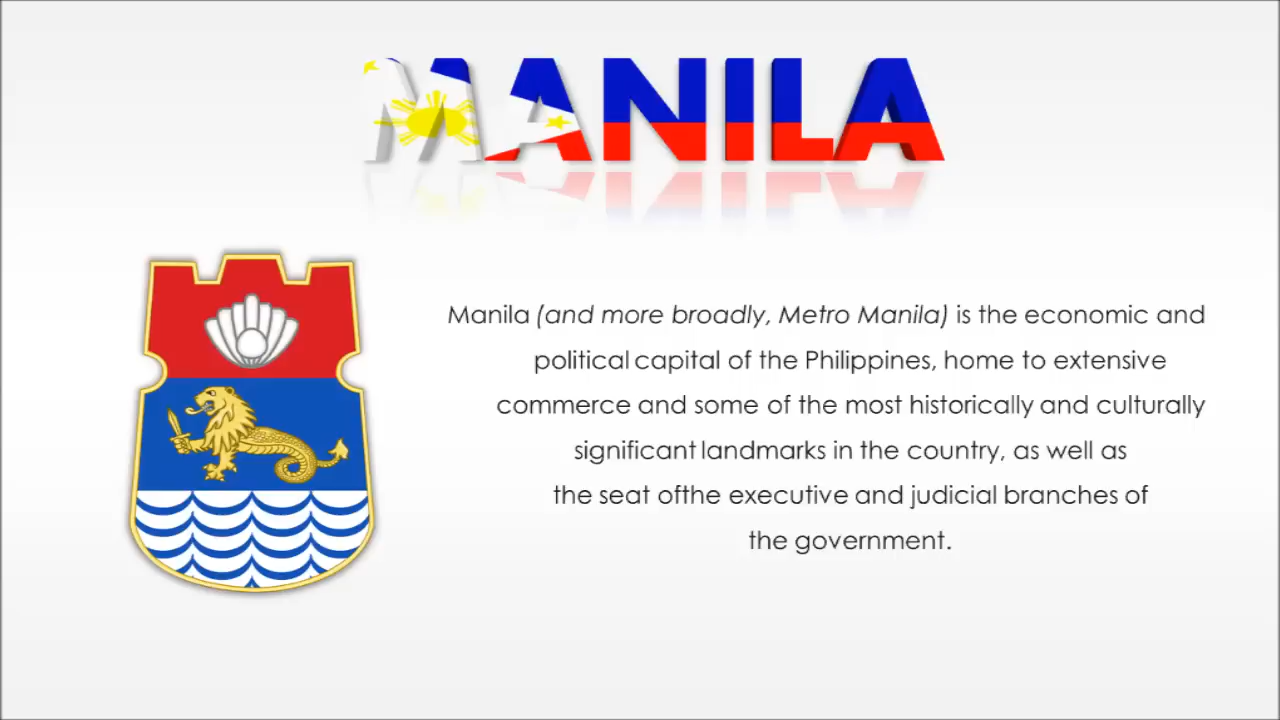 MANILA
Manila (and more broadly, Metro Manila) is the economic and
political capital of the Philippines, home to extensive
commerce and some of the most historically and culturally
significant landmarks in the country, as well as
the seat ofthe executive and judicial branches of
the government.